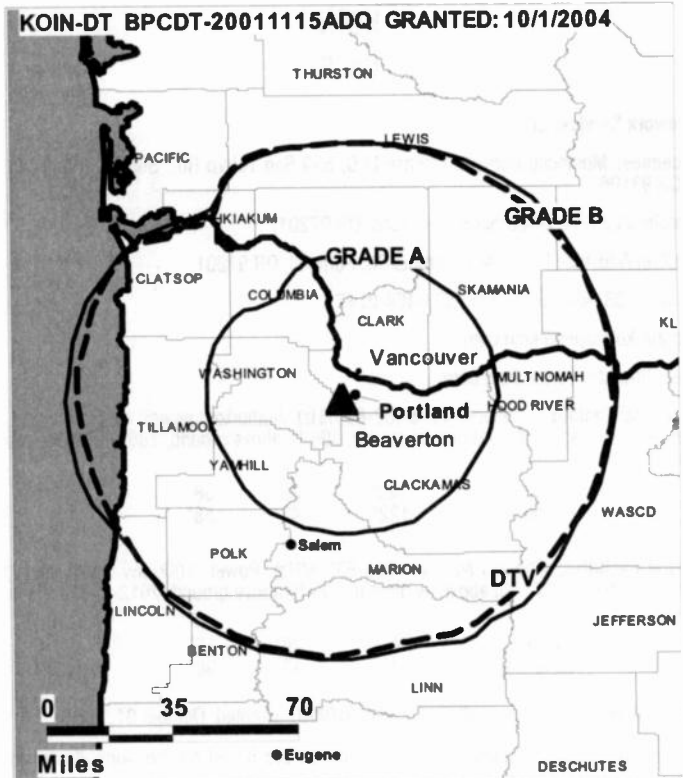 KOIN-DT BPCDT-20011115ADQ GRANTED: 10/1/2004
THURSTON
LEWIS
PACIFIC
GRADE B
HKIAKUM
GRADE A
CLATSOP
SKAMANIA
COLUMBIA
CLARK
KL
Vancouver
WASHINGTON
MULTNOMAH
Portland
HOOD RIVER
TILLAMOOK
Beaverton
YAMHILL
CLACKAMAS
WASCO
Salem
POLK
MARION
DTV
LINCOLN
JEFFERSON
BENTON
LINN
0 35 70
Miles
Eugene
DESCHUTES